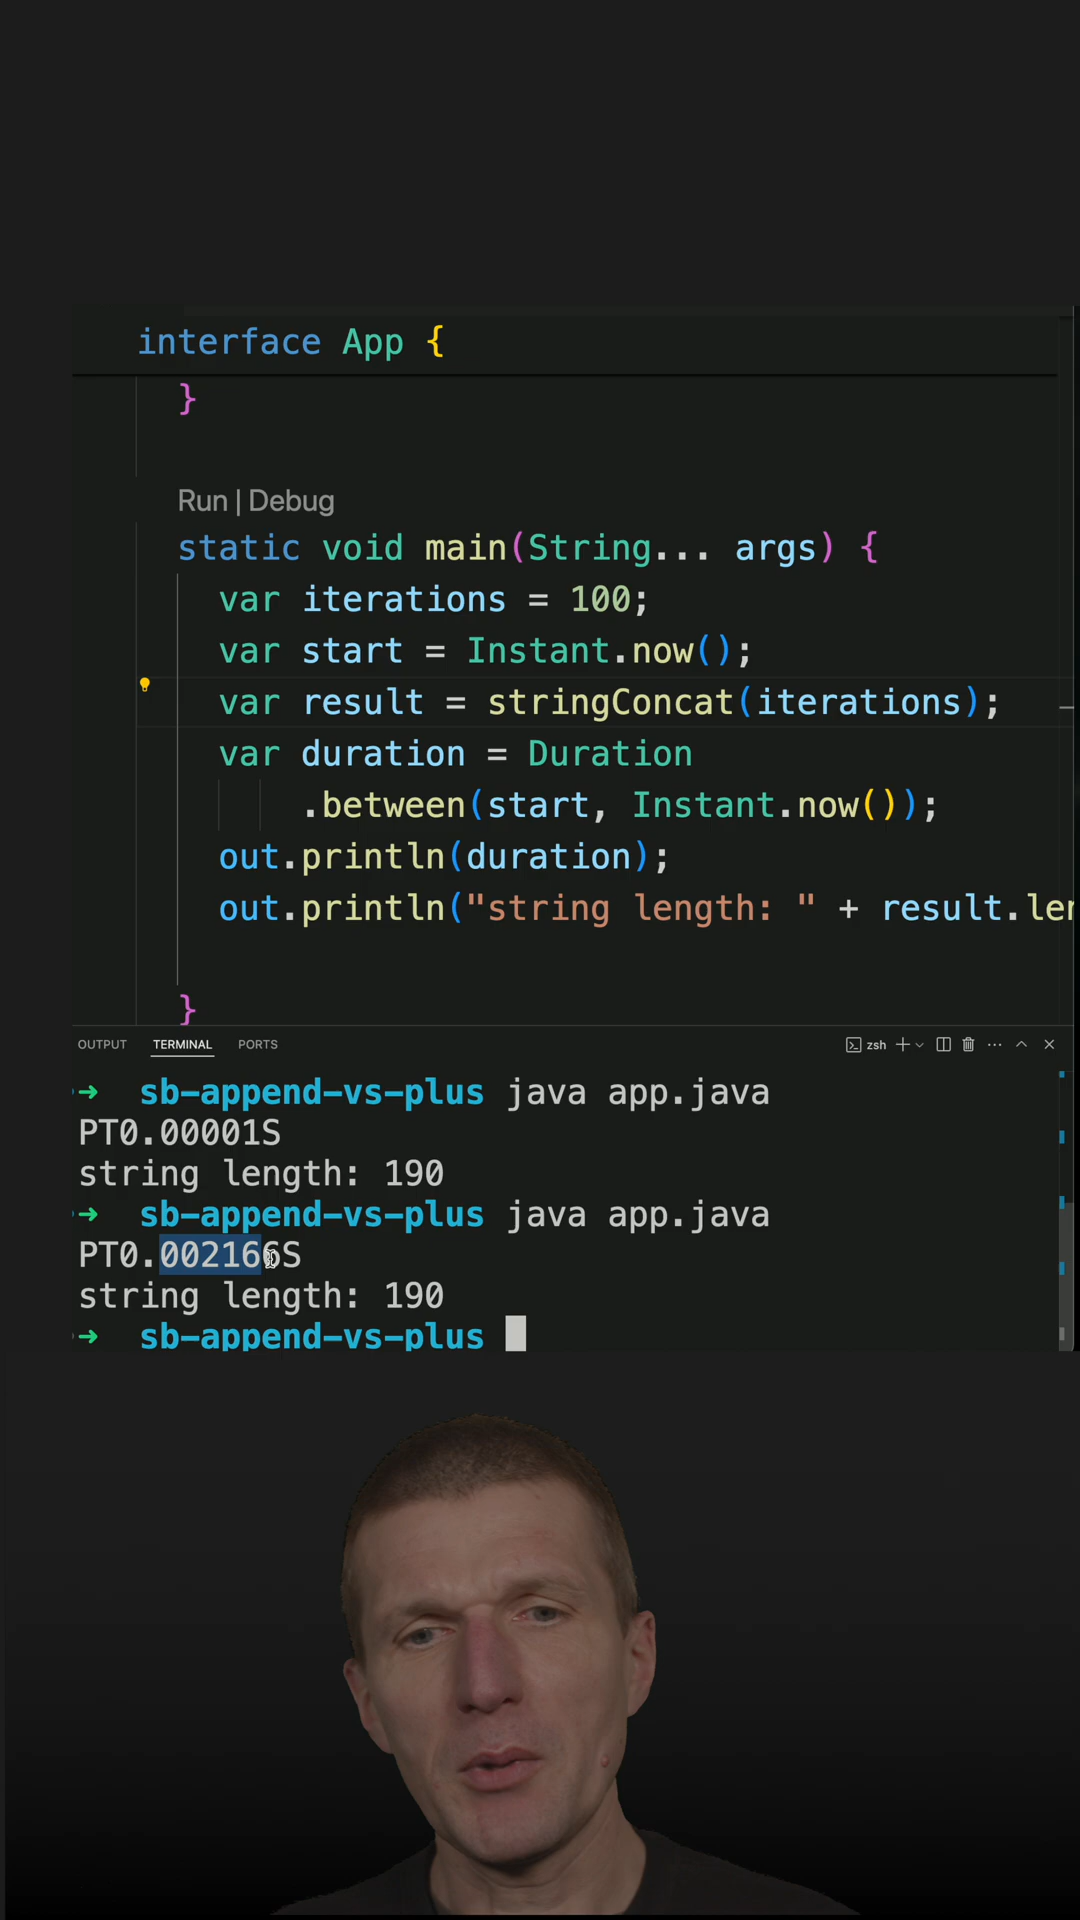 interface App {
}
Run | Debug
static void main(String... args) {
var iterations = 100;
var start = Instant.now();
var result = stringConcat(iterations);
var duration = Duration
.between(start, Instant.now());
out.println(duration);
out.println("string length: " + result.len
}
OUTPUT TERMINAL PORTS zsh
➜ sb-append-vs-plus java app.java
PT0.00001S
string length: 190
➜ sb-append-vs-plus java app.java
PT0.002166S
string length: 190
➜ sb-append-vs-plus